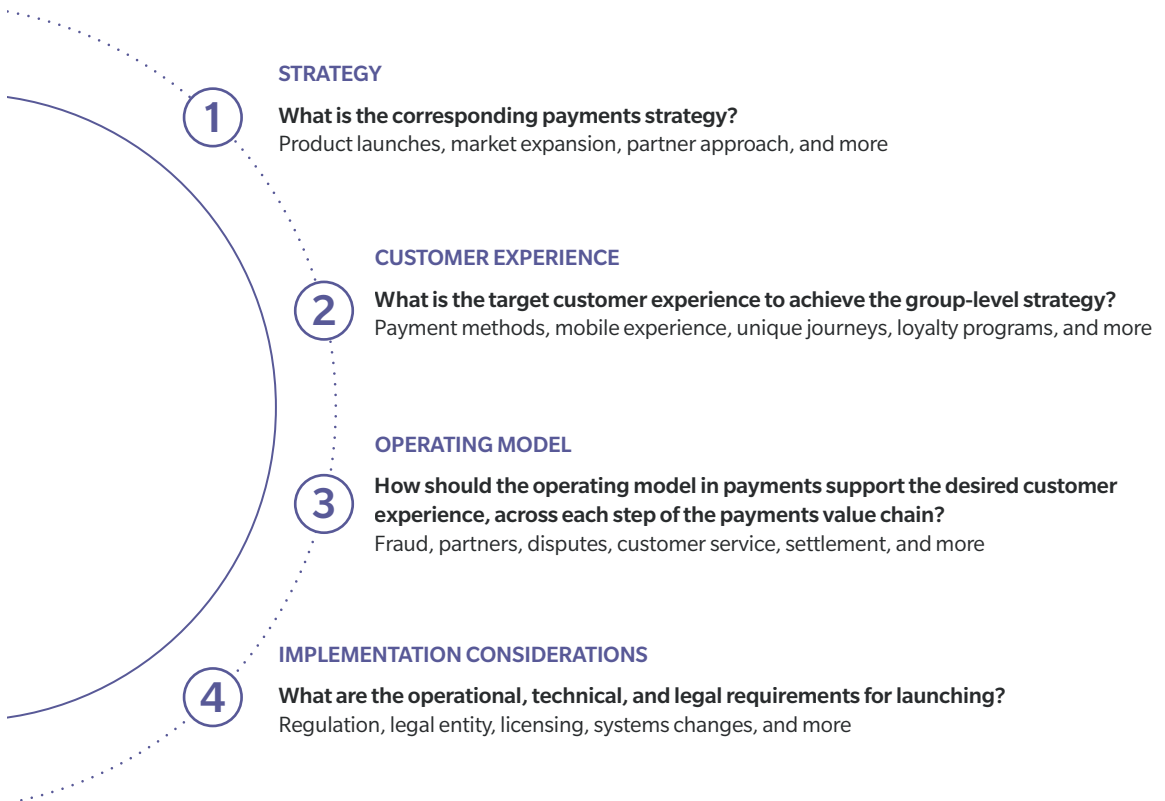 1
STRATEGY
What is the corresponding payments strategy?
Product launches, market expansion, partner approach, and more
2
CUSTOMER EXPERIENCE
What is the target customer experience to achieve the group-level strategy?
Payment methods, mobile experience, unique journeys, loyalty programs, and more
3
OPERATING MODEL
How should the operating model in payments support the desired customer
experience, across each step of the payments value chain?
Fraud, partners, disputes, customer service, settlement, and more
4
IMPLEMENTATION CONSIDERATIONS
What are the operational, technical, and legal requirements for launching?
Regulation, legal entity, licensing, systems changes, and more